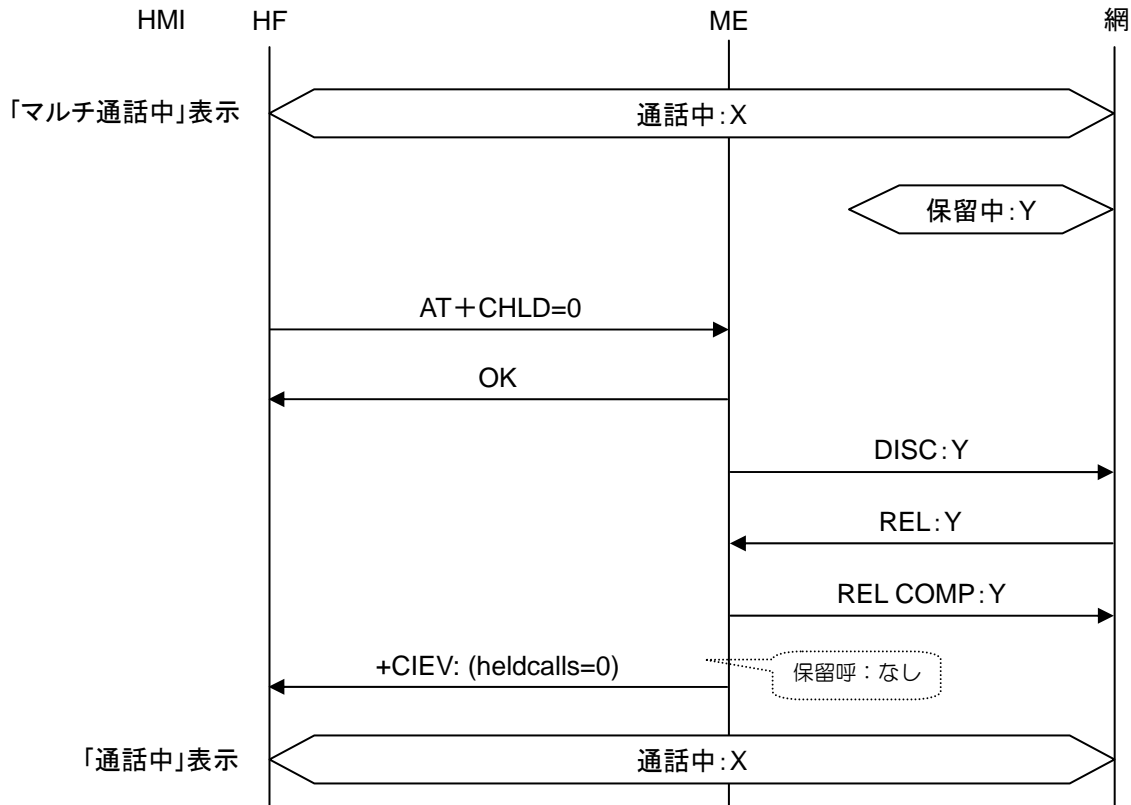 HMI HF ME 網
「マルチ通話中」表示 通話中:X
保留中:Y
AT+CHLD=0
OK
DISC:Y
REL:Y
REL COMP:Y
+CIEV: (heldcalls=0) 保留呼:なし
「通話中」表示 通話中:X